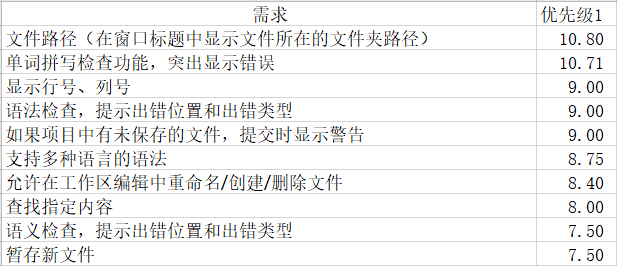 需求 优先级1
文件路径（在窗口标题中显示文件所在的文件夹路径） 10.80
单词拼写检查功能，突出显示错误 10.71
显示行号、列号 9.00
语法检查，提示出错位置和出错类型 9.00
如果项目中有未保存的文件，提交时显示警告 9.00
支持多种语言的语法 8.75
允许在工作区编辑中重命名/创建/删除文件 8.40
查找指定内容 8.00
语义检查，提示出错位置和出错类型 7.50
暂存新文件 7.50